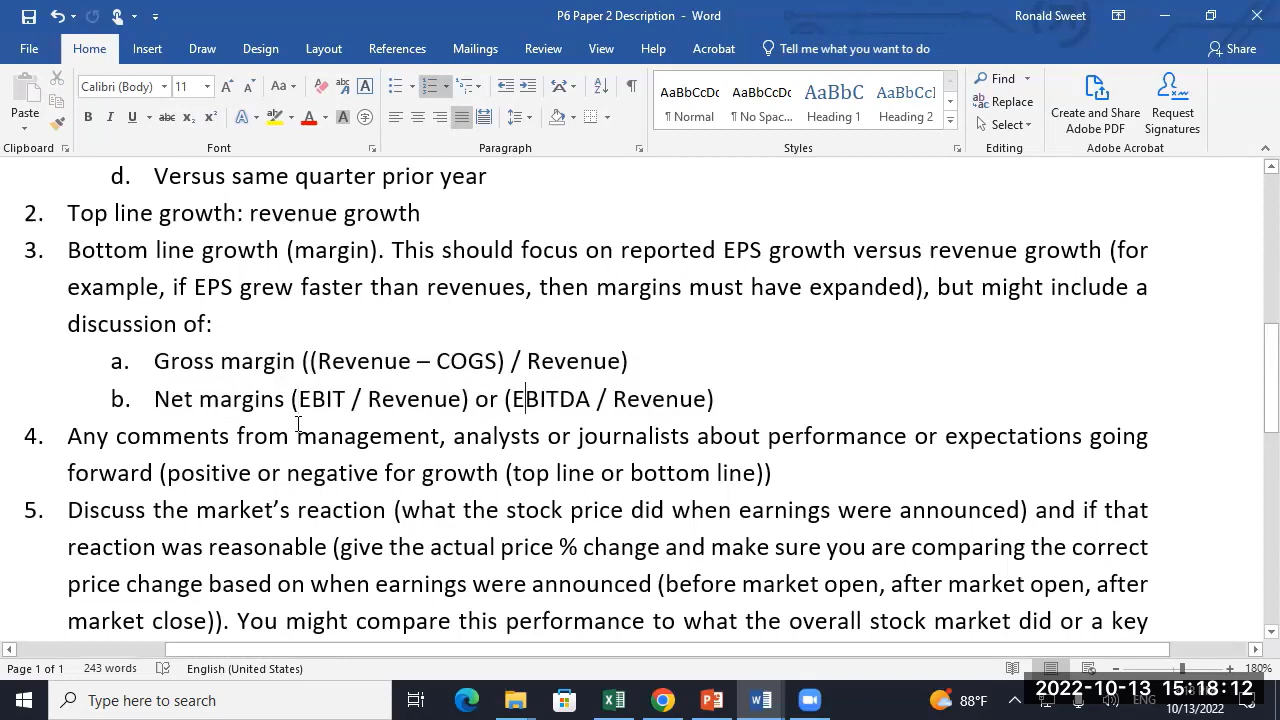 P6 Paper 2 Description - Word
Ronald Sweet
File Home Insert Draw Design Layout References Mailings Review View Help Acrobat Tell me what you want to do Share
Paste
Calibri (Body) 11
Find
Replace
Select
AaBbCcDc AaBbCcDc AaBbC AaBbCcI
¶ Normal ¶ No Spac... Heading 1 Heading 2
Create and Share Adobe PDF
Request Signatures
Clipboard Font Paragraph Styles Editing Adobe Acrobat
d. Versus same quarter prior year
2. Top line growth: revenue growth
3. Bottom line growth (margin). This should focus on reported EPS growth versus revenue growth (for
example, if EPS grew faster than revenues, then margins must have expanded), but might include a
discussion of:
a. Gross margin ((Revenue – COGS) / Revenue)
b. Net margins (EBIT / Revenue) or (EBITDA / Revenue)
4. Any comments from management, analysts or journalists about performance or expectations going
forward (positive or negative for growth (top line or bottom line))
5. Discuss the market’s reaction (what the stock price did when earnings were announced) and if that
reaction was reasonable (give the actual price % change and make sure you are comparing the correct
price change based on when earnings were announced (before market open, after market open, after
market close)). You might compare this performance to what the overall stock market did or a key
Page 1 of 1 243 words English (United States) 180%
Type here to search
88°F
ENG
2022-10-13 15:18:12
10/13/2022